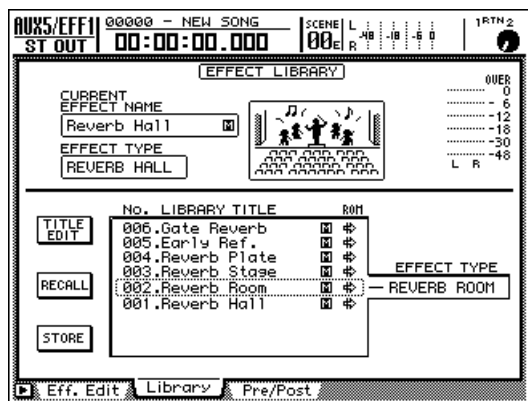 AUX5/EFF1
ST OUT
00000 - NEW SONG
00:00:00.000
SCENE
00E
L
R
-48 -18 -6 0
1RTN2
EFFECT LIBRARY
CURRENT
EFFECT NAME
Reverb Hall M
EFFECT TYPE
REVERB HALL
OVER
0
- 6
-12
-18
-30
-48
L R
TITLE
EDIT
RECALL
STORE
No. LIBRARY TITLE ROM
006.Gate Reverb M
005.Early Ref. M
004.Reverb Plate M
003.Reverb Stage M
002.Reverb Room M
001.Reverb Hall M
EFFECT TYPE
REVERB ROOM
Eff. Edit Library Pre/Post